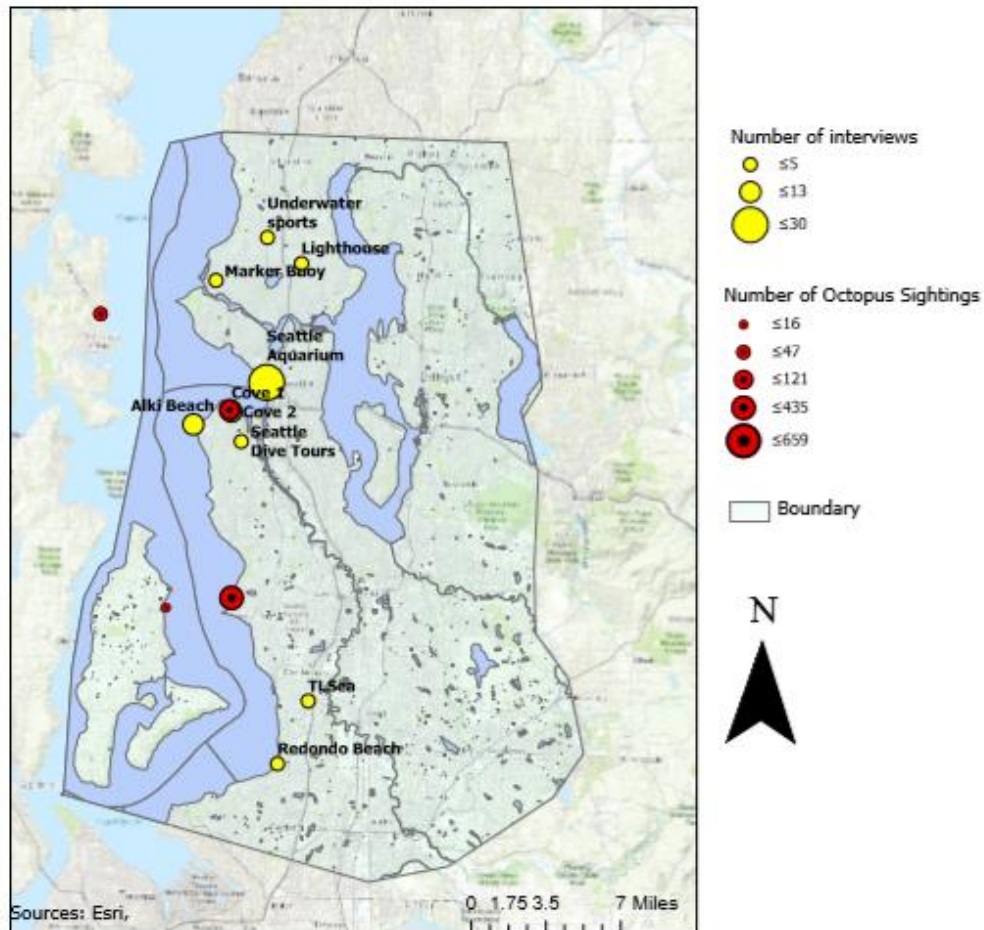 Number of interviews
≤5
≤13
≤30
Number of Octopus Sightings
≤16
≤47
≤121
≤435
≤659
Boundary
N
Underwater
sports
Lighthouse
Marker Buoy
Seattle
Aquarium
Cove 1
Alki Beach
Cove 2
Seattle
Dive Tours
TLSea
Redondo Beach
0 1.75 3.5 7 Miles
Sources: Esri,